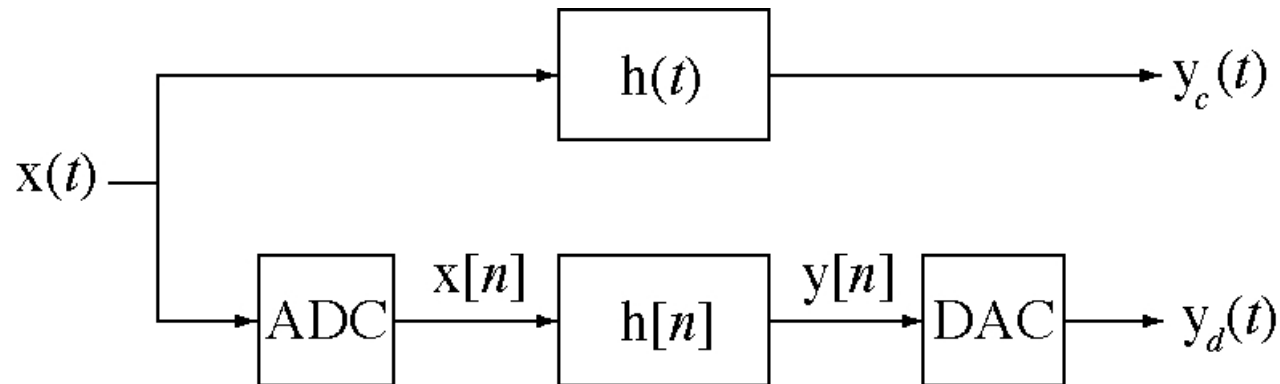 h(t)
y_c(t)
x(t)
x[n]
y[n]
ADC
h[n]
DAC
y_d(t)